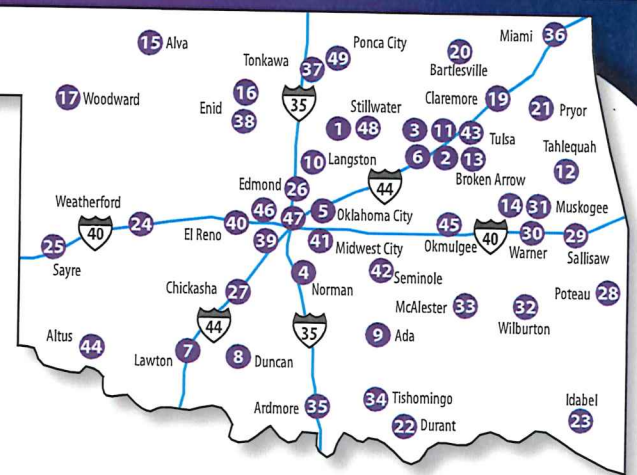 36 Miami
15 Alva
Ponca City
49
Tonkawa
37
20
Bartlesville
16
17 Woodward
Enid
38
35
Stillwater
1 48
Claremore 19
21 Pryor
3 11 43 Tulsa
6 2 13
Broken Arrow
Tahlequah
12
10 Langston
44
Edmond
26
Weatherford
40
24
25
Sayre
El Reno 40
46
47
5 Oklahoma City
39
41
Midwest City
14 31 Muskogee
45
Okmulgee
40
30
Warner
29
Sallisaw
4
Norman
42 Seminole
Chickasha 27
44
35
McAlester 33
32
Wilburton
Poteau 28
Altus
44
Lawton 7
8 Duncan
9 Ada
Ardmore 35
34 Tishomingo
22 Durant
Idabel
23